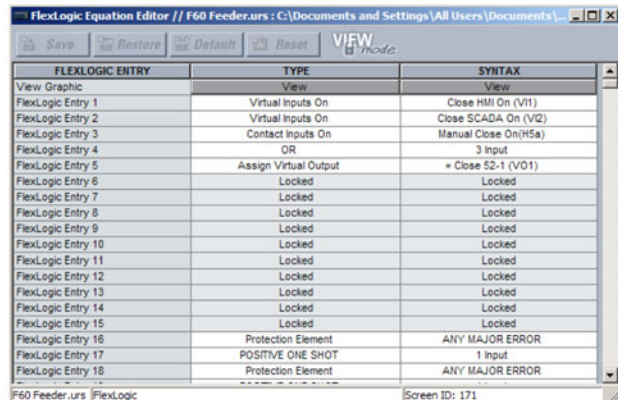 FlexLogic Equation Editor // F60 Feeder.urs : C:\Documents and Settings\All Users\Documents\...
Save Restore Default Reset VIEW mode
FLEXLOGIC ENTRY TYPE SYNTAX
View Graphic View View
FlexLogic Entry 1 Virtual Inputs On Close HMI On (VI1)
FlexLogic Entry 2 Virtual Inputs On Close SCADA On (VI2)
FlexLogic Entry 3 Contact Inputs On Manual Close On(H5a)
FlexLogic Entry 4 OR 3 Input
FlexLogic Entry 5 Assign Virtual Output = Close 52-1 (VO1)
FlexLogic Entry 6 Locked Locked
FlexLogic Entry 7 Locked Locked
FlexLogic Entry 8 Locked Locked
FlexLogic Entry 9 Locked Locked
FlexLogic Entry 10 Locked Locked
FlexLogic Entry 11 Locked Locked
FlexLogic Entry 12 Locked Locked
FlexLogic Entry 13 Locked Locked
FlexLogic Entry 14 Locked Locked
FlexLogic Entry 15 Locked Locked
FlexLogic Entry 16 Protection Element ANY MAJOR ERROR
FlexLogic Entry 17 POSITIVE ONE SHOT 1 Input
FlexLogic Entry 18 Protection Element ANY MAJOR ERROR
F60 Feeder.urs FlexLogic Screen ID: 171